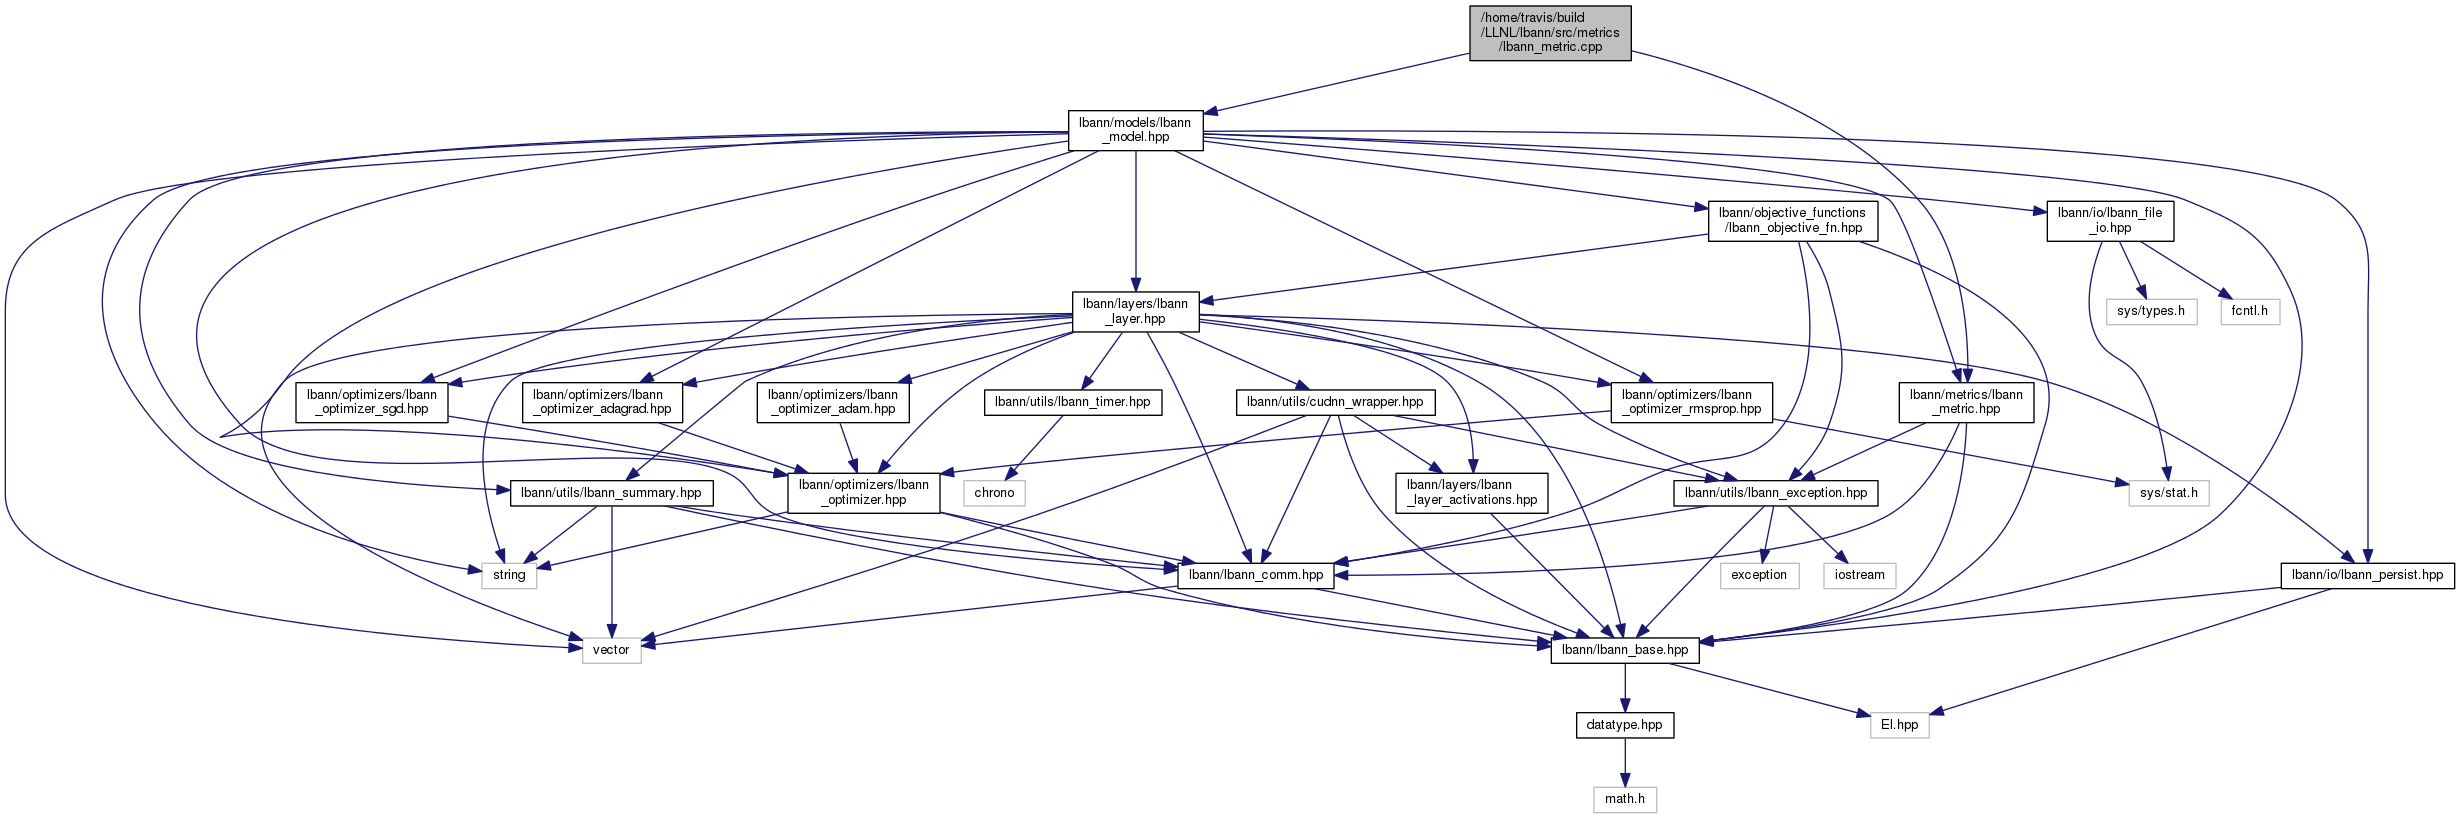 /home/travis/build
/LLNL/lbann/src/metrics
/lbann_metric.cpp
lbann/models/lbann
_model.hpp
lbann/objective_functions
/lbann_objective_fn.hpp
lbann/io/lbann_file
_io.hpp
lbann/layers/lbann
_layer.hpp
sys/types.h
fcntl.h
lbann/optimizers/lbann
_optimizer_sgd.hpp
lbann/optimizers/lbann
_optimizer_adagrad.hpp
lbann/optimizers/lbann
_optimizer_adam.hpp
lbann/utils/lbann_timer.hpp
lbann/utils/cudnn_wrapper.hpp
lbann/optimizers/lbann
_optimizer_rmsprop.hpp
lbann/metrics/lbann
_metric.hpp
lbann/utils/lbann_summary.hpp
lbann/optimizers/lbann
_optimizer.hpp
chrono
lbann/layers/lbann
_layer_activations.hpp
lbann/utils/lbann_exception.hpp
sys/stat.h
string
lbann/lbann_comm.hpp
exception
iostream
lbann/io/lbann_persist.hpp
vector
lbann/lbann_base.hpp
datatype.hpp
El.hpp
math.h